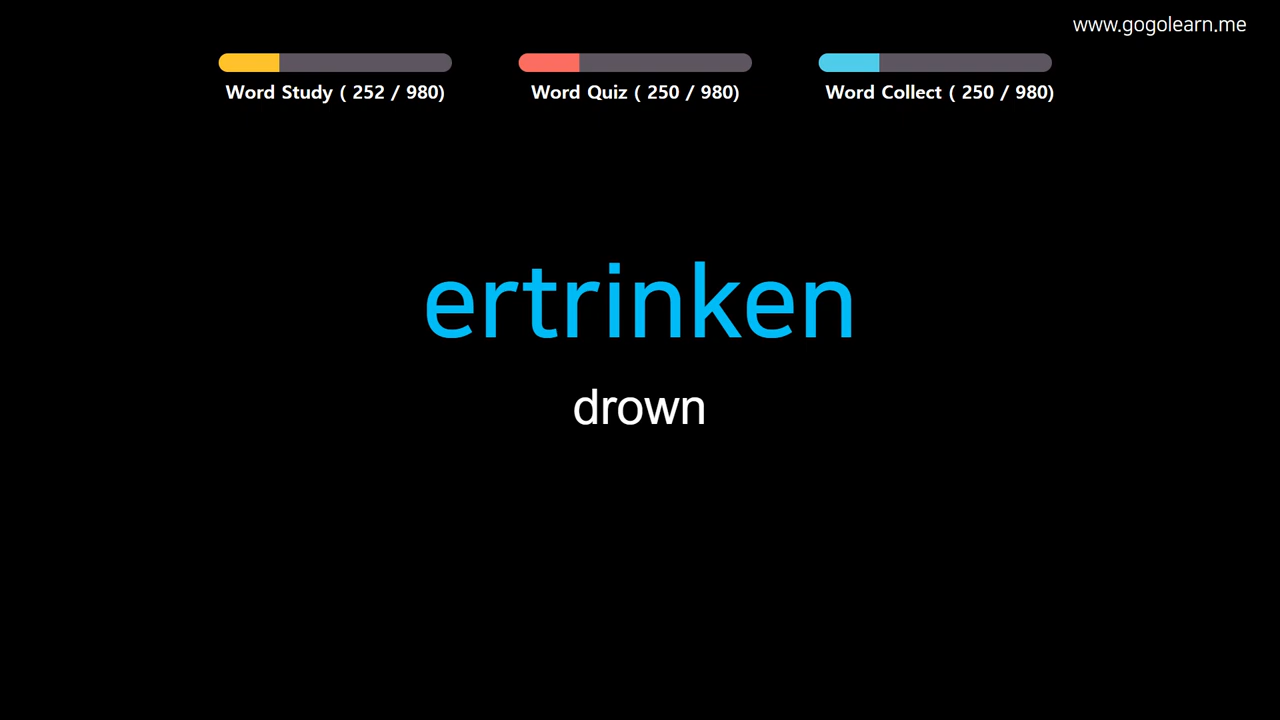 www.gogolearn.me
Word Study ( 252 / 980)
Word Quiz ( 250 / 980)
Word Collect ( 250 / 980)
ertrinken
drown